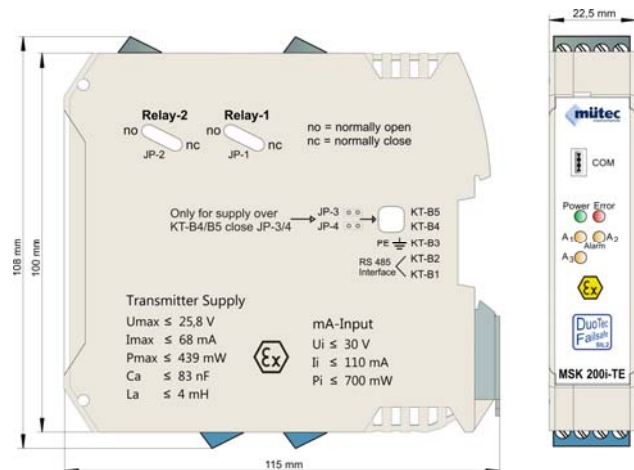 22,5 mm
108 mm
100 mm
Relay-2
Relay-1
no
nc
JP-2
no
nc
JP-1
no = normally open
nc = normally close
Only for supply over
KT-B4/B5 close JP-3/4
JP-3
JP-4
KT-B5
KT-B4
PE
KT-B3
RS 485
Interface
KT-B2
KT-B1
Transmitter Supply
Umax ≤ 25,8 V
Imax ≤ 68 mA
Pmax ≤ 439 mW
Ca ≤ 83 nF
La ≤ 4 mH
εx
mA-Input
Ui ≤ 30 V
Ii ≤ 110 mA
Pi ≤ 700 mW
115 mm
mütec
COM
Power Error
A1 A2
Alarm
A3
εx
DuoTec
Failsafe
SIL2
MSK 200i-TE